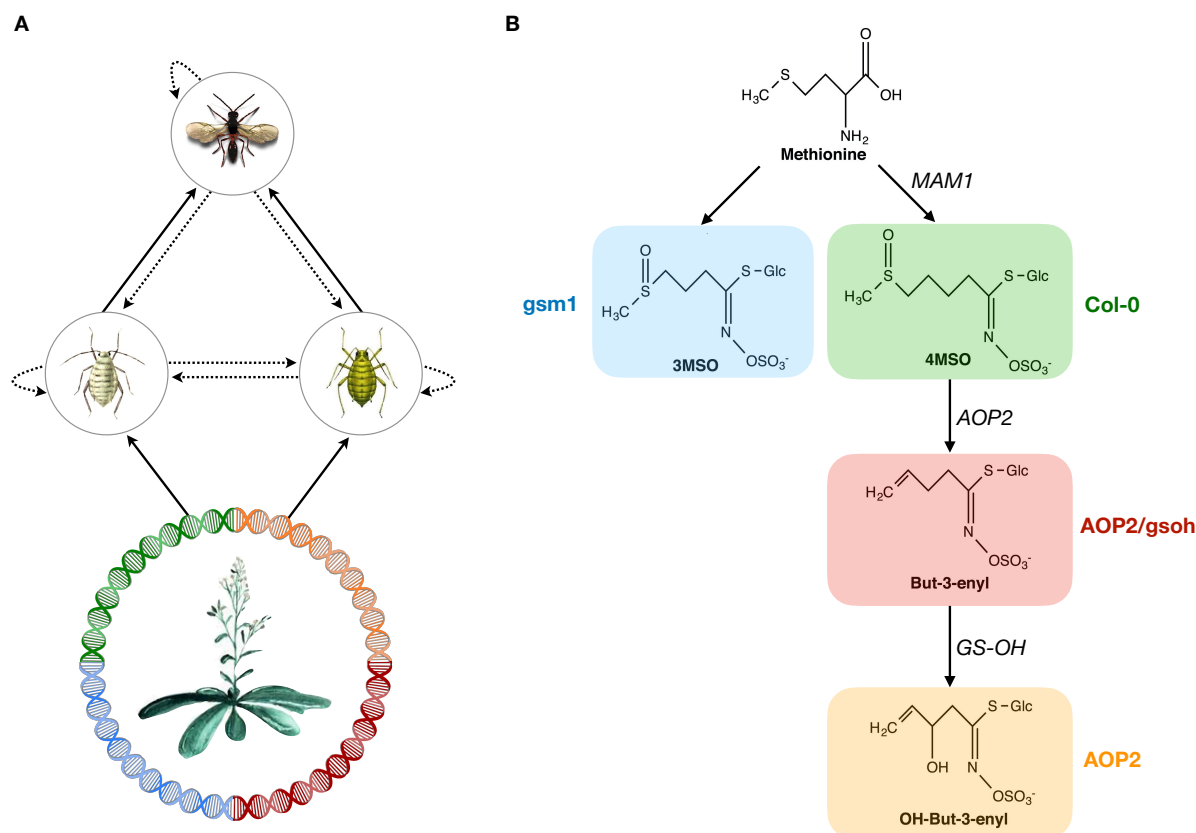 A
B
O
S
H₃C
OH
NH₂
Methionine
MAM1
gsm1
O
S
H₃C
S–Glc
N
OSO₃⁻
3MSO
O
S
H₃C
S–Glc
N
OSO₃⁻
4MSO
Col-0
AOP2
H₂C
S–Glc
N
OSO₃⁻
But-3-enyl
AOP2/gsoh
GS-OH
H₂C
S–Glc
OH
N
OSO₃⁻
OH-But-3-enyl
AOP2